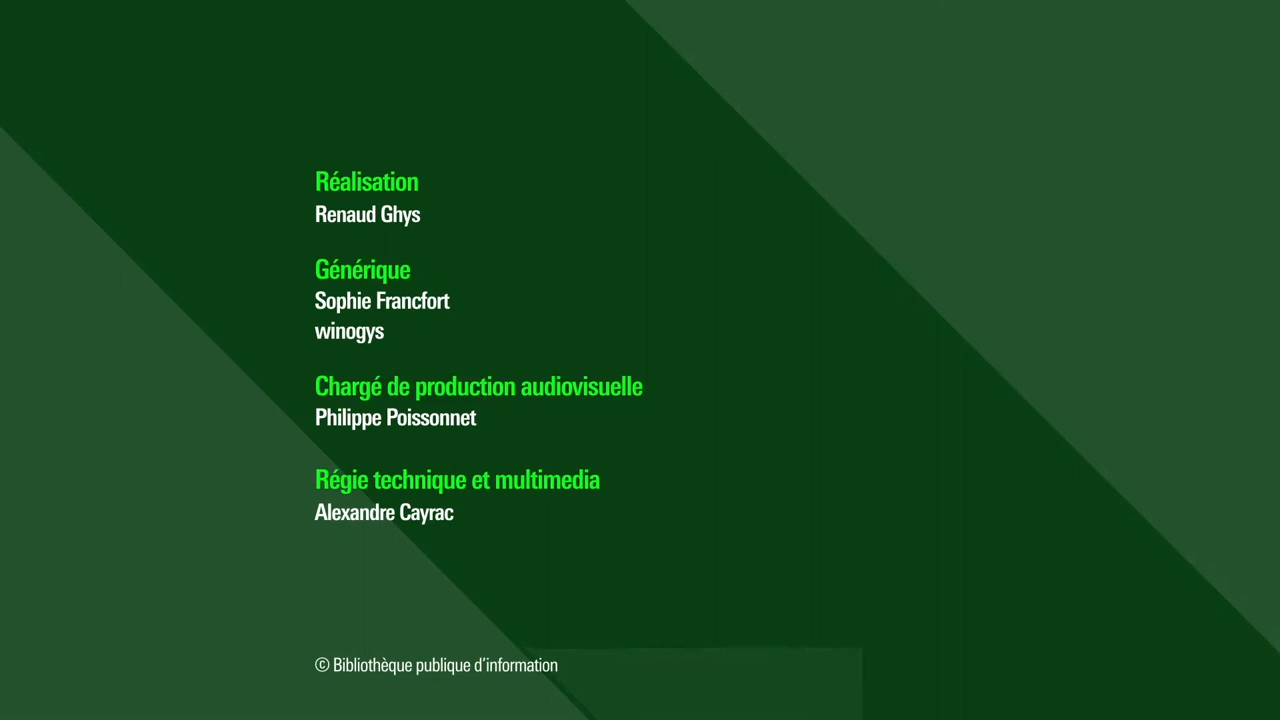 Réalisation
Renaud Ghys
Générique
Sophie Francfort
winogys
Chargé de production audiovisuelle
Philippe Poissonnet
Régie technique et multimedia
Alexandre Cayrac
© Bibliothèque publique d'information